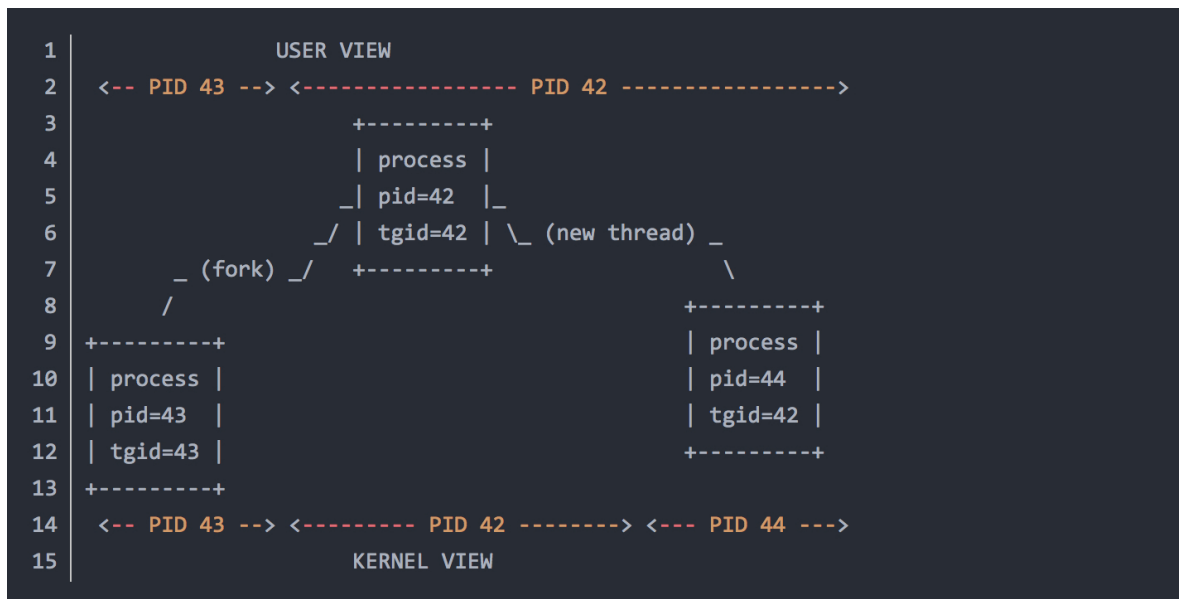 1                 USER VIEW
2   <-- PID 43 --> <----------------- PID 42 ----------------->
3                       +---------+
4                       | process |
5                      _| pid=42  |_
6                    _/ | tgid=42 | \_ (new thread) _
7         _ (fork) _/   +---------+                  \
8        /                                        +---------+
9  +---------+                                    | process |
10 | process |                                    | pid=44  |
11 | pid=43  |                                    | tgid=42 |
12 | tgid=43 |                                    +---------+
13 +---------+
14  <-- PID 43 --> <--------- PID 42 --------> <--- PID 44 --->
15                      KERNEL VIEW